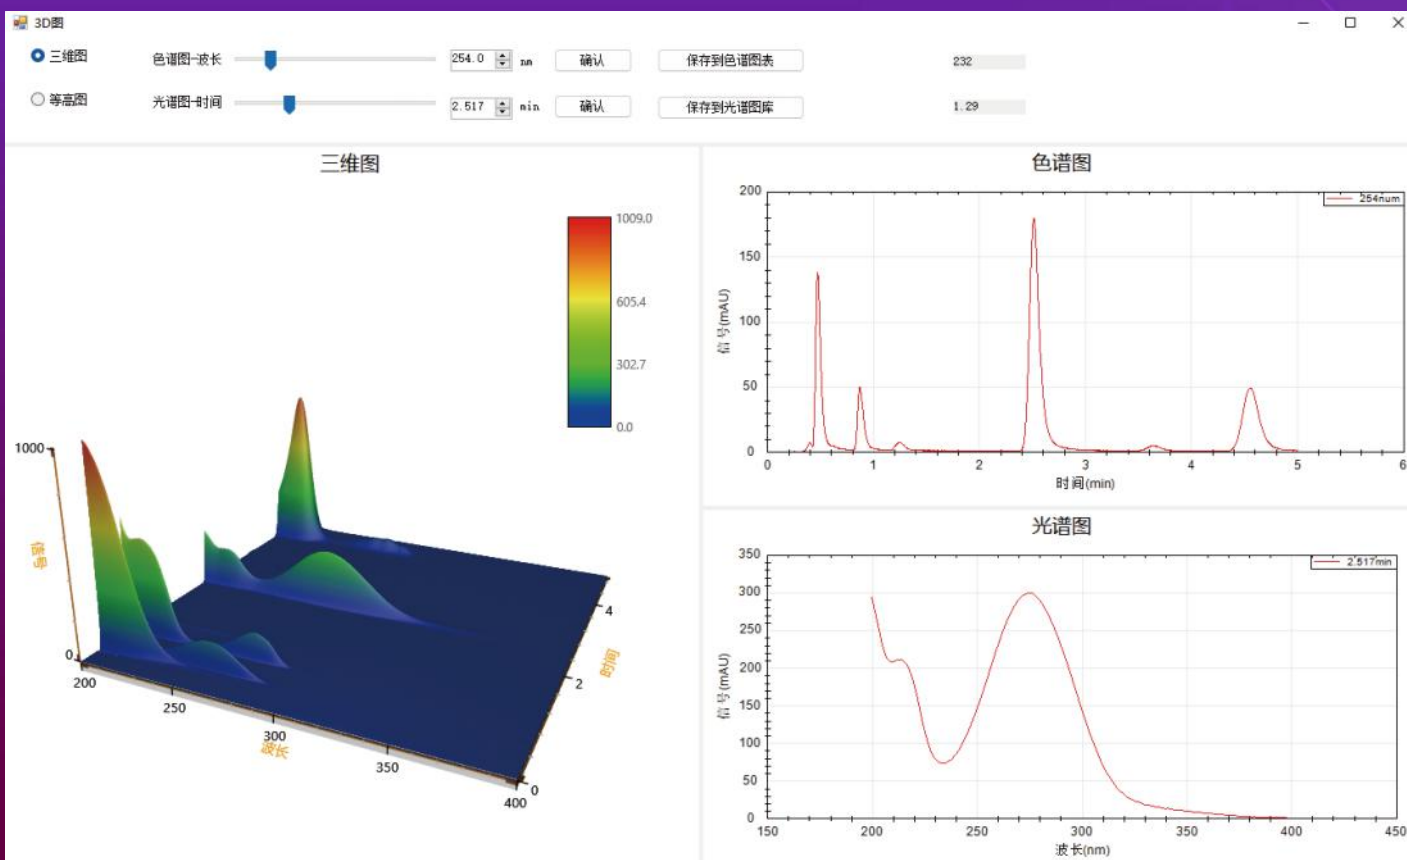 3D图
三维图 色谱图-波长 254.0 nm 确认 保存到色谱图表 232
等高图 光谱图-时间 2.517 min 确认 保存到光谱图库 1.29
三维图
1009.0
605.4
302.7
0.0
1000
信号
0
200
250
300
350
400
波长
0
2
4
时间
色谱图
254num
200
150
100
50
0
信号(mAU)
0 1 2 3 4 5 6
时间(min)
光谱图
2.517min
350
300
250
200
150
100
50
0
信号(mAU)
150 200 250 300 350 400 450
波长(nm)